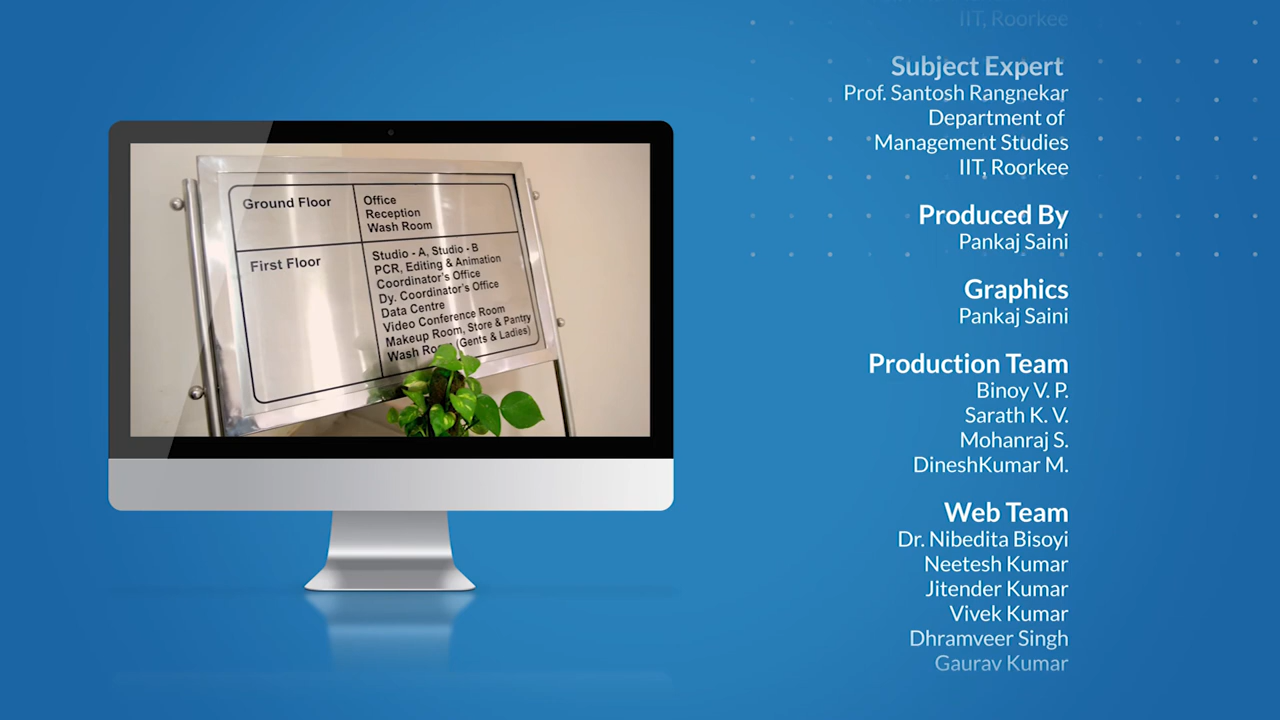 Ground Floor
Office
Reception
Wash Room
First Floor
Studio - A, Studio - B
PCR, Editing & Animation
Coordinator's Office
Dy. Coordinator's Office
Data Centre
Video Conference Room
Makeup Room, Store & Pantry
Wash Room (Gents & Ladies)
IIT, Roorkee
Subject Expert
Prof. Santosh Rangnekar
Department of
Management Studies
IIT, Roorkee
Produced By
Pankaj Saini
Graphics
Pankaj Saini
Production Team
Binoy V. P.
Sarath K. V.
Mohanraj S.
DineshKumar M.
Web Team
Dr. Nibedita Bisoyi
Neetesh Kumar
Jitender Kumar
Vivek Kumar
Dhramveer Singh
Gaurav Kumar